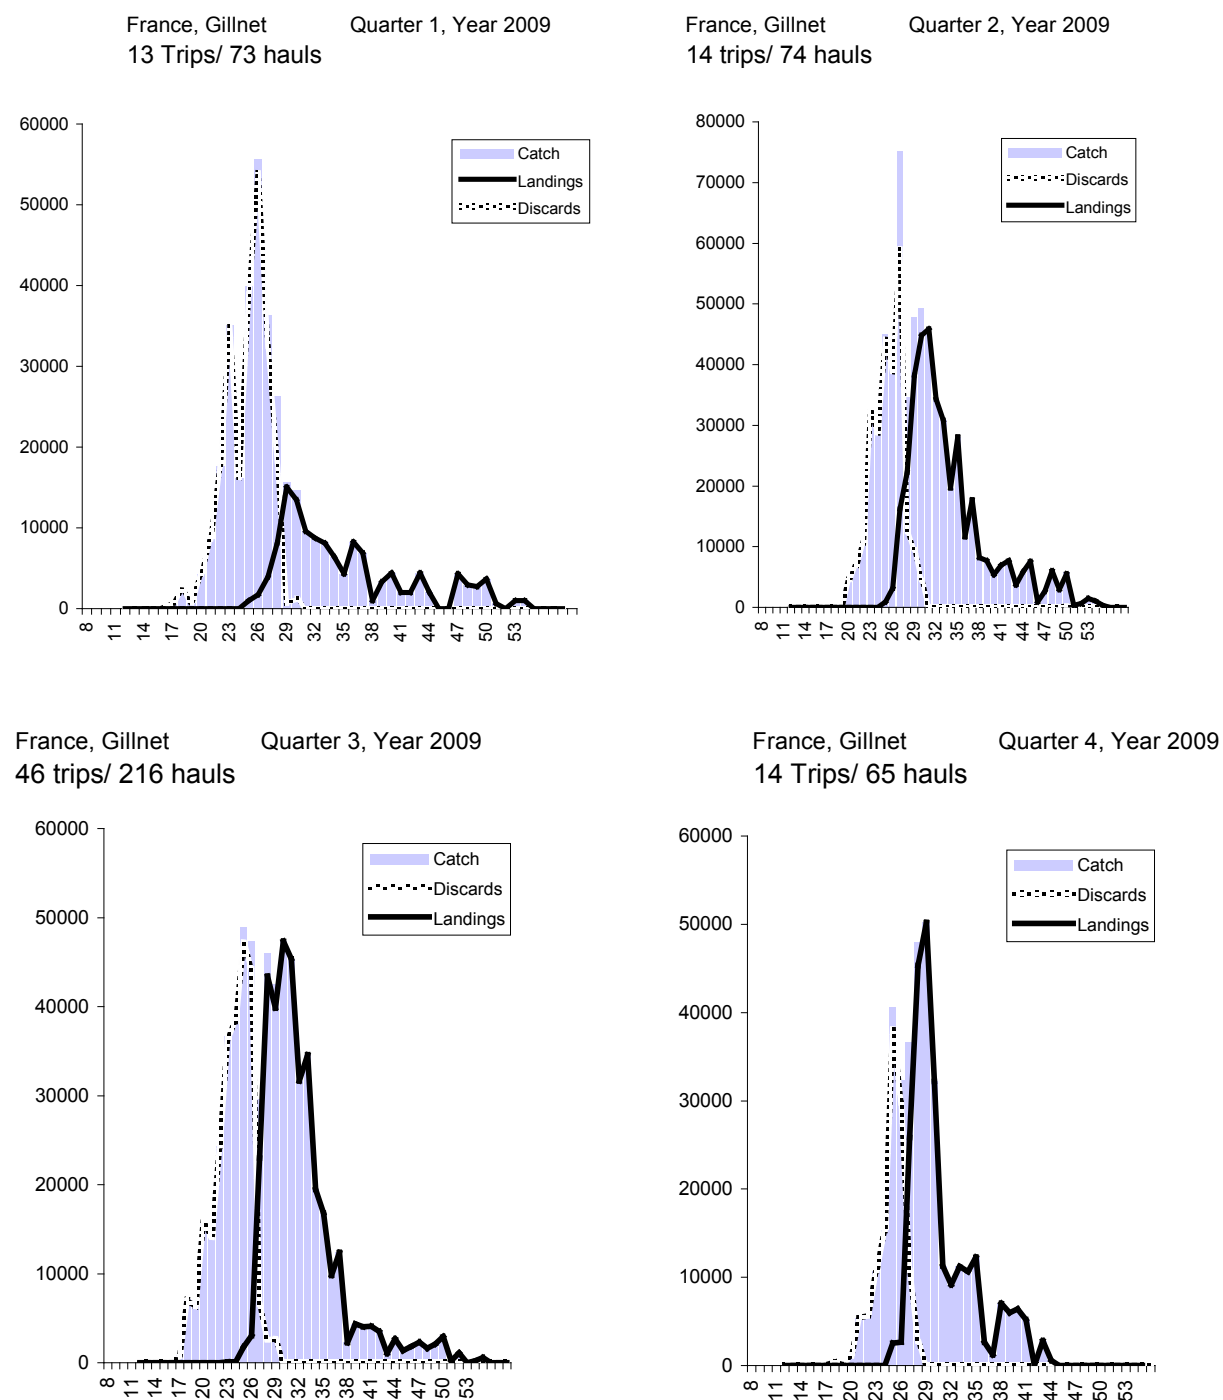 France, Gillnet Quarter 1, Year 2009
13 Trips/ 73 hauls
60000
50000
40000
30000
20000
10000
0
Catch
Landings
Discards
8 11 14 17 20 23 26 29 32 35 38 41 44 47 50 53
France, Gillnet Quarter 2, Year 2009
14 trips/ 74 hauls
80000
70000
60000
50000
40000
30000
20000
10000
0
Catch
Discards
Landings
8 11 14 17 20 23 26 29 32 35 38 41 44 47 50 53
France, Gillnet Quarter 3, Year 2009
46 trips/ 216 hauls
60000
50000
40000
30000
20000
10000
0
Catch
Discards
Landings
8 11 14 17 20 23 26 29 32 35 38 41 44 47 50 53
France, Gillnet Quarter 4, Year 2009
14 Trips/ 65 hauls
60000
50000
40000
30000
20000
10000
0
Catch
Discards
Landings
8 11 14 17 20 23 26 29 32 35 38 41 44 47 50 53